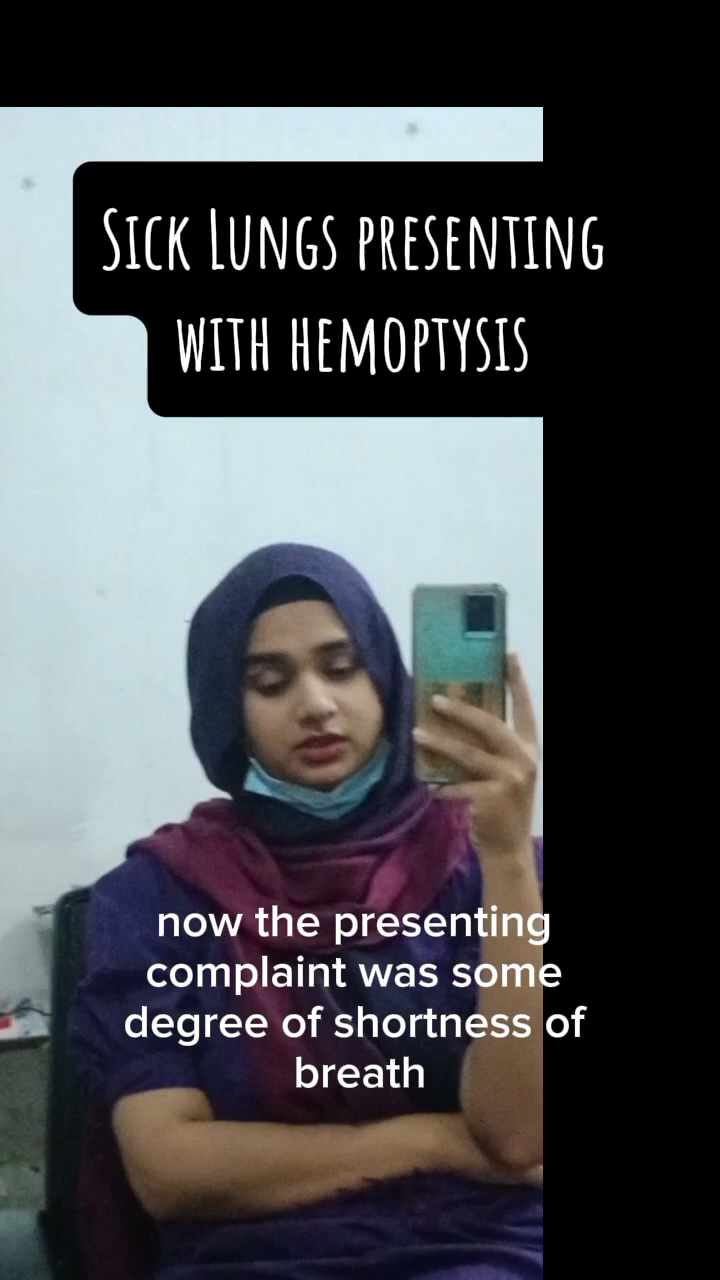 Sick Lungs presenting
with hemoptysis
now the presenting
complaint was some
degree of shortness of
breath